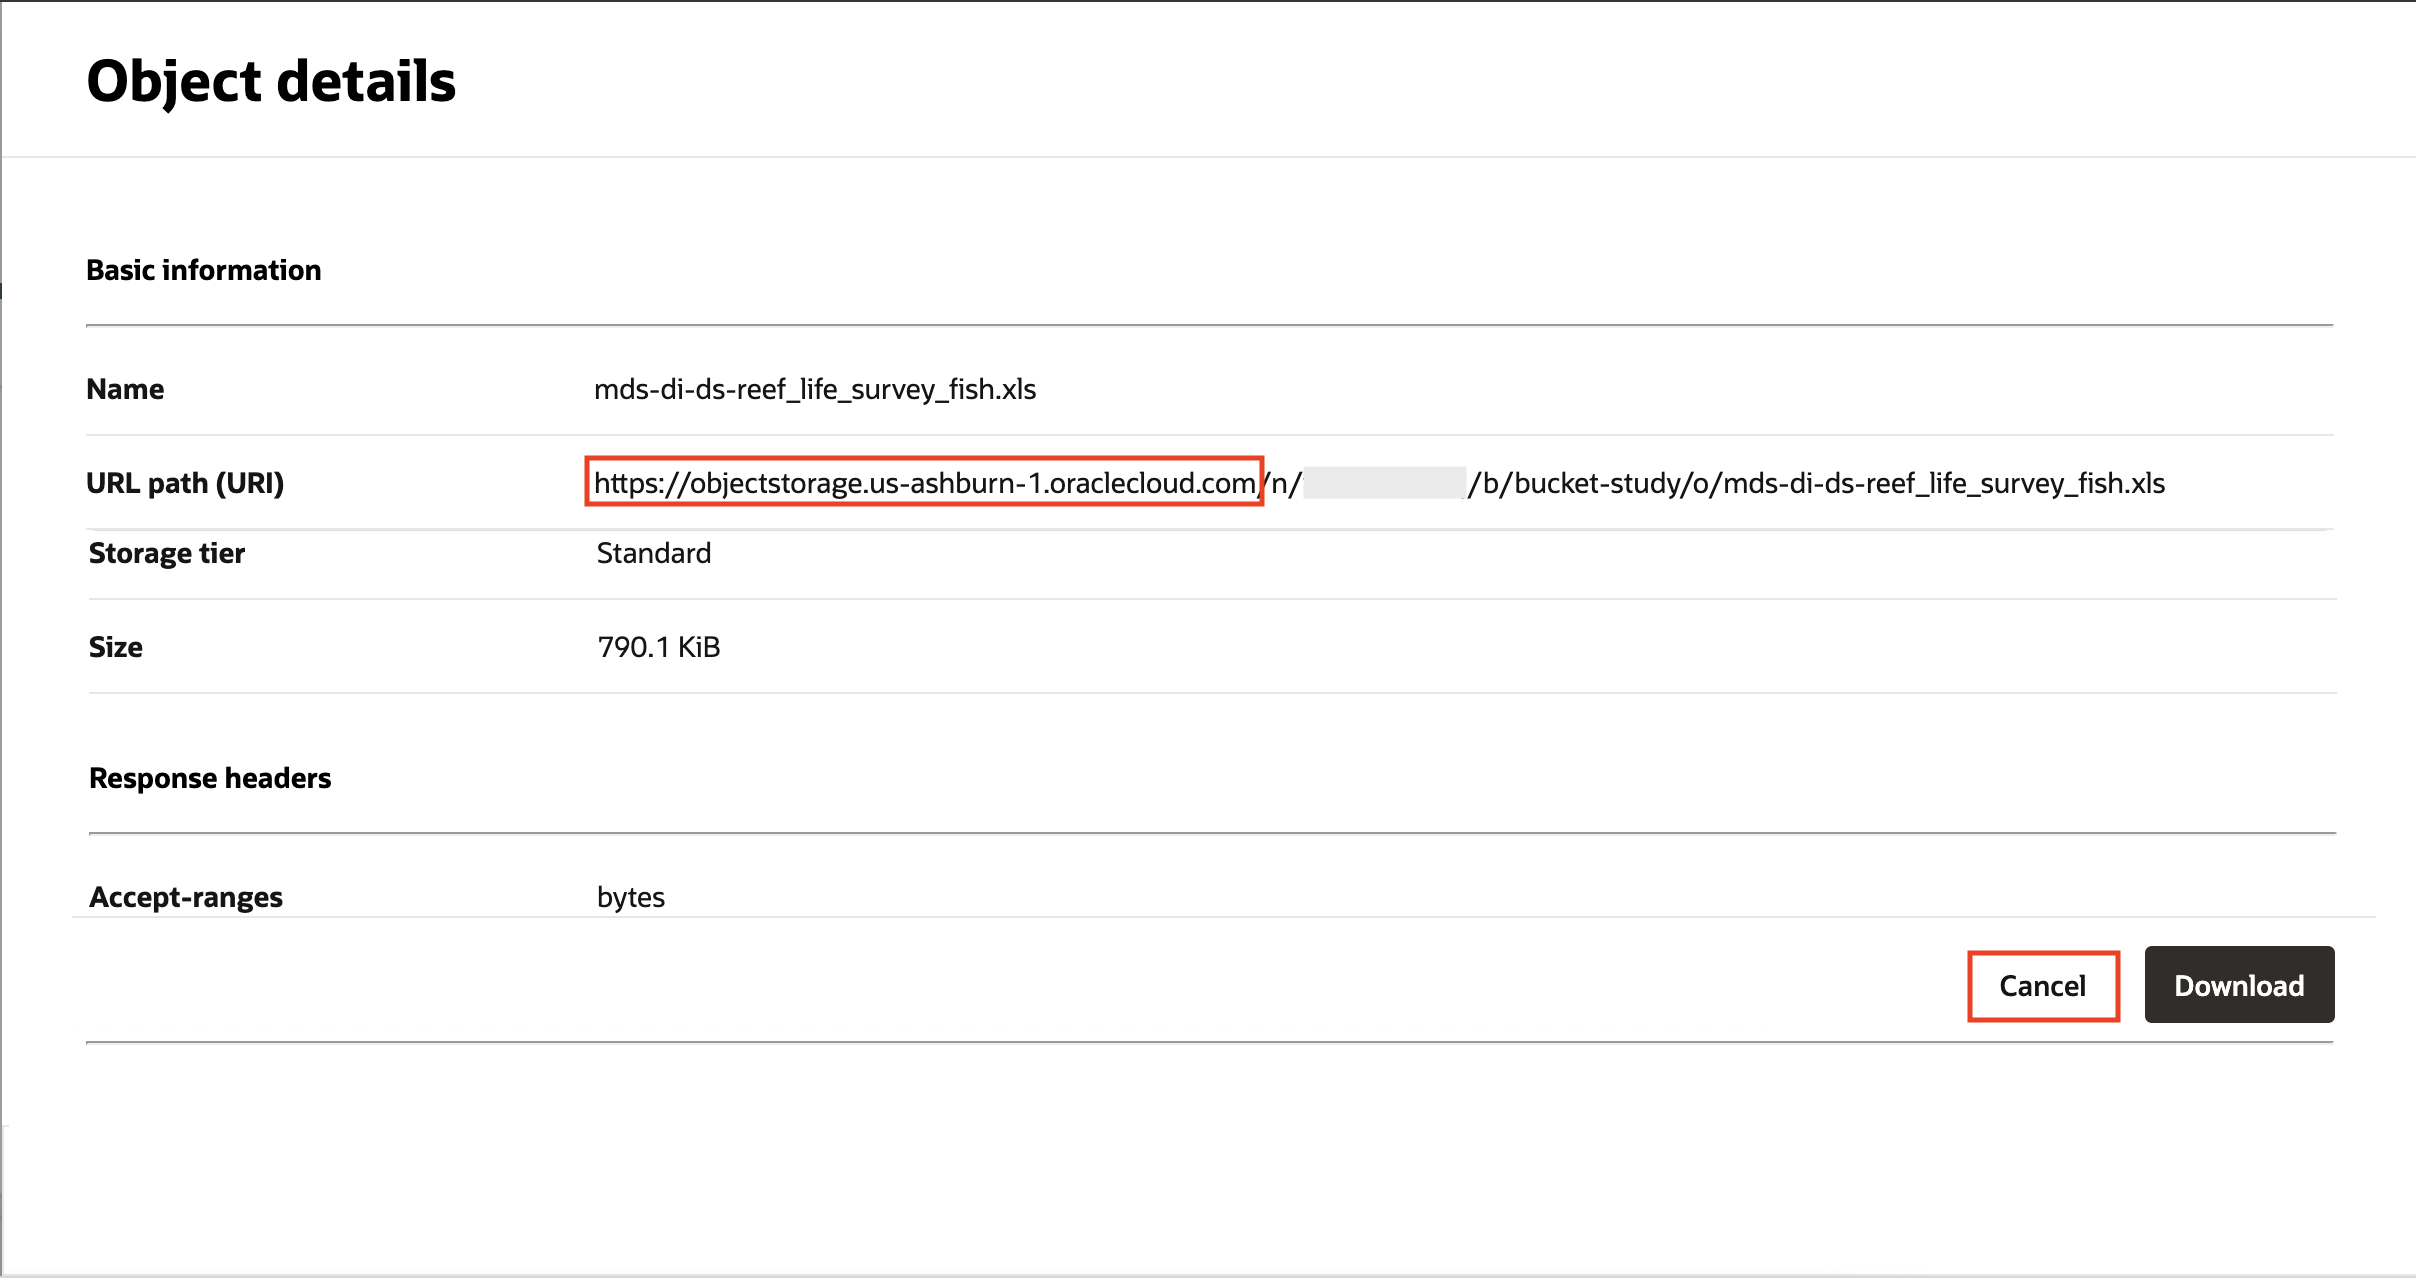 Object details
Basic information
Name mds-di-ds-reef_life_survey_fish.xls
URL path (URI) https://objectstorage.us-ashburn-1.oraclecloud.com/n/ /b/bucket-study/o/mds-di-ds-reef_life_survey_fish.xls
Storage tier Standard
Size 790.1 KiB
Response headers
Accept-ranges bytes
Cancel Download